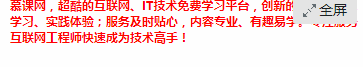 慕课网，超酷的互联网、IT技术免费学习平台，创新的
全屏
学习、实践体验；服务及时贴心，内容专业、有趣易学。
互联网工程师快速成为技术高手！